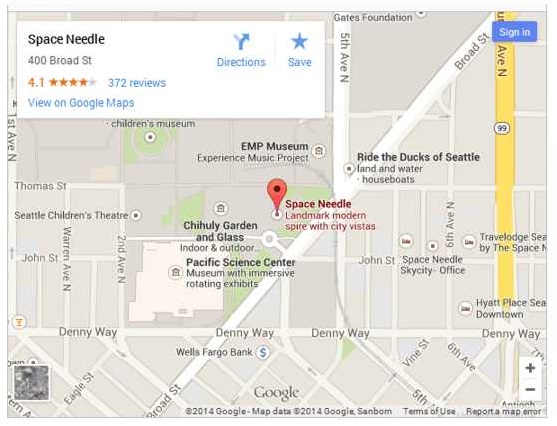 Space Needle
400 Broad St
4.1 372 reviews
View on Google Maps
Directions
Save
Sign in
Gates Foundation
5th Ave N
Broad St
99
1st Ave N
children's museum
EMP Museum
Experience Music Project
Ride the Ducks of Seattle
land and water
houseboats
Thomas St
Space Needle
Landmark modern
spire with city vistas
Seattle Children's Theatre
Chihuly Garden
and Glass
Indoor & outdoor...
Warren Ave N
2nd Ave N
6th Ave N
Travelodge Sea
by The Space N
Space Needle
Skycity- Office
John St
John St
Pacific Science Center
Museum with immersive
rotating exhibits
Hyatt Place Sea
Downtown
Denny Way
Denny Way
Denny Way
Denny Way
Wells Fargo Bank
$
Vine St
6th Ave
Eagle St
Broad St
5th
Google
+
−
©2014 Google - Map data ©2014 Google, Sanborn
Terms of Use
Report a map error